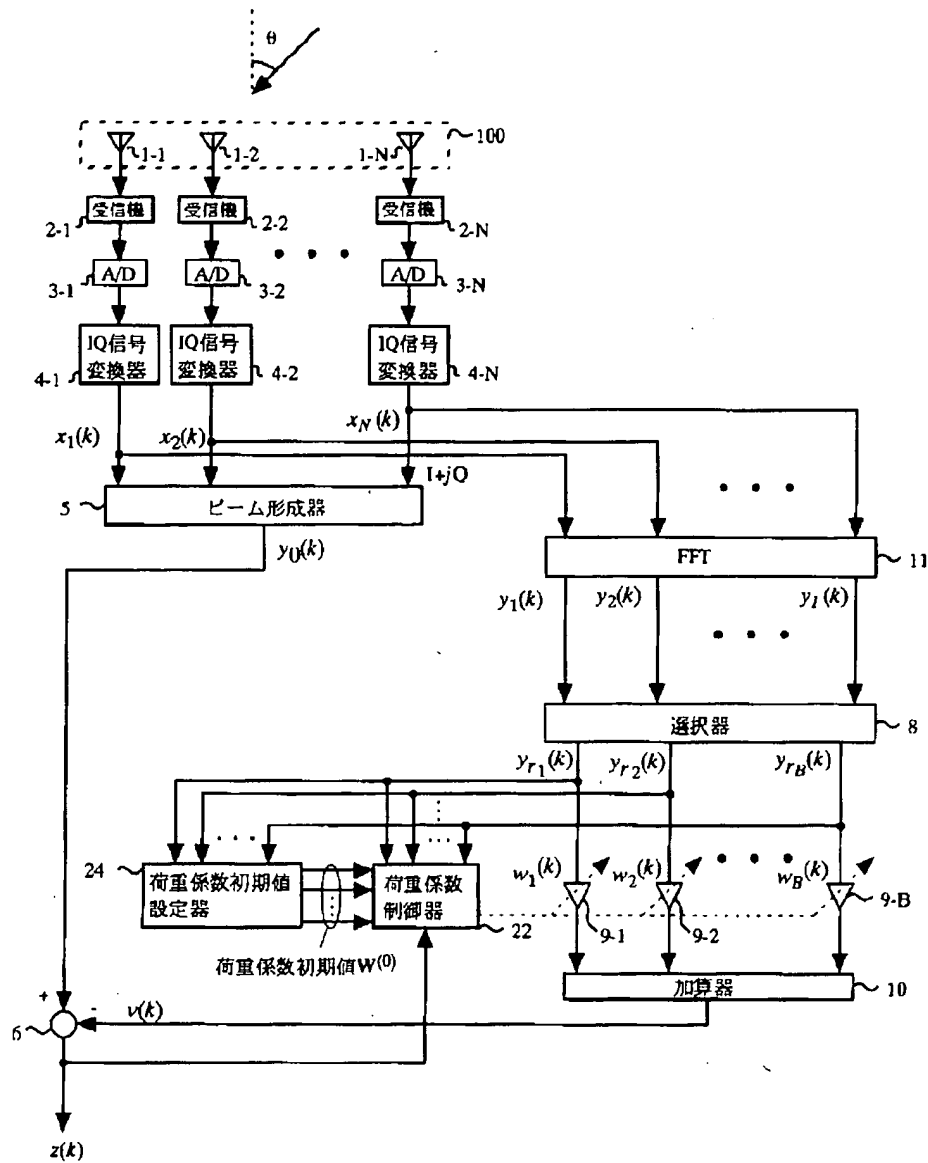 θ
100
1-1
1-2
1-N
受信機
受信機
受信機
2-1
2-2
2-N
A/D
A/D
A/D
3-1
3-2
3-N
IQ信号
変換器
IQ信号
変換器
IQ信号
変換器
4-1
4-2
4-N
x1(k)
x2(k)
xN(k)
I+jQ
5
ビーム形成器
y0(k)
FFT
11
y1(k)
y2(k)
yI(k)
選択器
8
yr1(k)
yr2(k)
yrB(k)
24
荷重係数初期値
設定器
荷重係数
制御器
22
w1(k)
w2(k)
wB(k)
9-1
9-2
9-B
荷重係数初期値W(0)
加算器
10
+
-
v(k)
6
z(k)